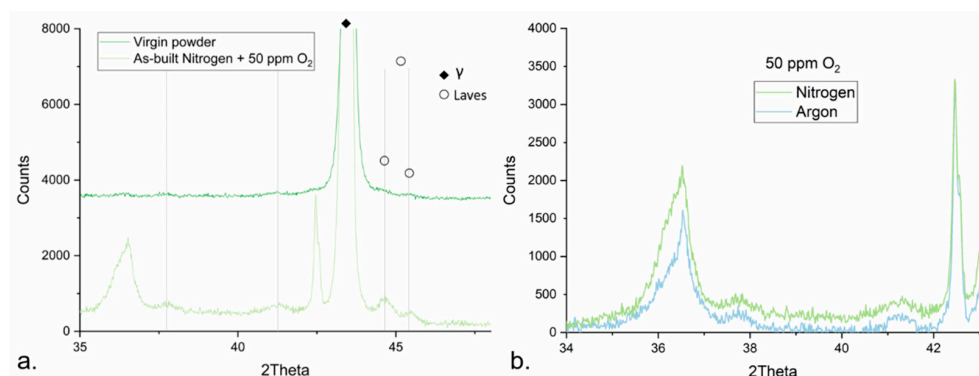 8000
6000
4000
2000
0
Counts
Virgin powder
As-built Nitrogen + 50 ppm O₂
γ
Laves
35
40
45
2Theta
a.
4000
3500
3000
2500
2000
1500
1000
500
0
Counts
50 ppm O₂
Nitrogen
Argon
34
36
38
40
42
2Theta
b.